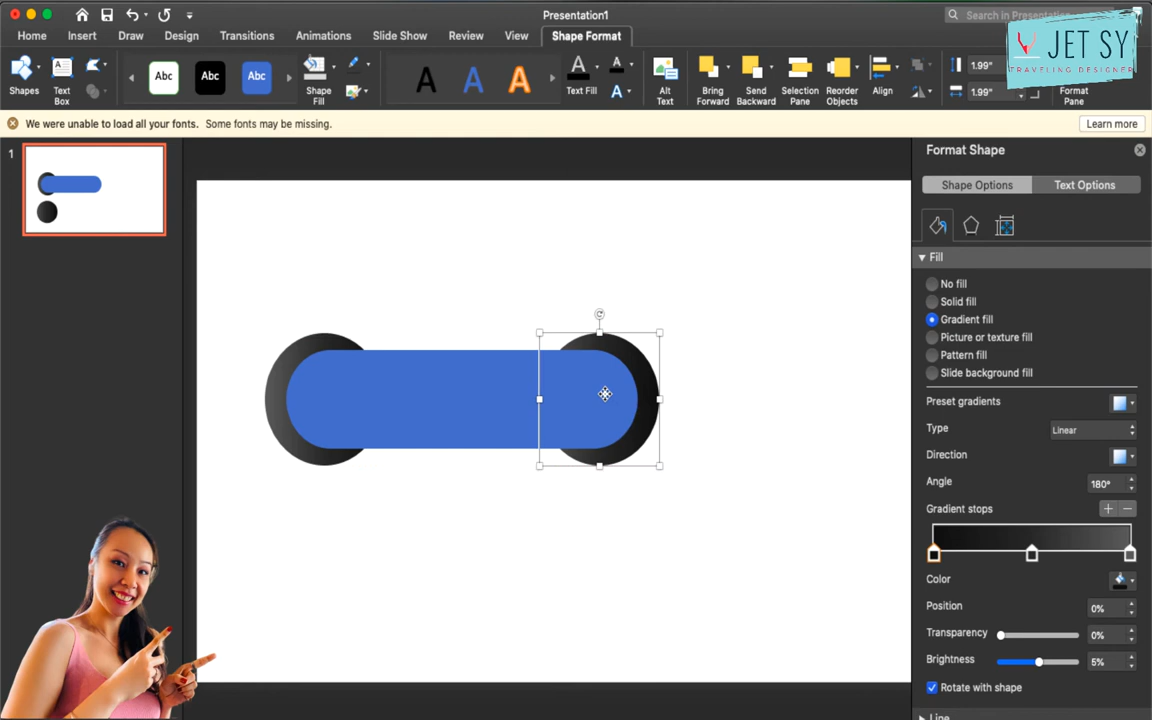 Presentation1
Search in Presentation
JET SY
TRAVELING DESIGNER
Home Insert Draw Design Transitions Animations Slide Show Review View Shape Format
Shapes
Text Box
Abc Abc Abc
Shape Fill
A A A
A Text Fill
A
A
Alt Text
Bring Forward
Send Backward
Selection Pane
Reorder Objects
Align
1.99"
1.99"
Format Pane
We were unable to load all your fonts. Some fonts may be missing.
Learn more
1
Format Shape
Shape Options Text Options
Fill
No fill
Solid fill
Gradient fill
Picture or texture fill
Pattern fill
Slide background fill
Preset gradients
Type Linear
Direction
Angle 180°
Gradient stops
Color
Position 0%
Transparency 0%
Brightness 5%
Rotate with shape
Line